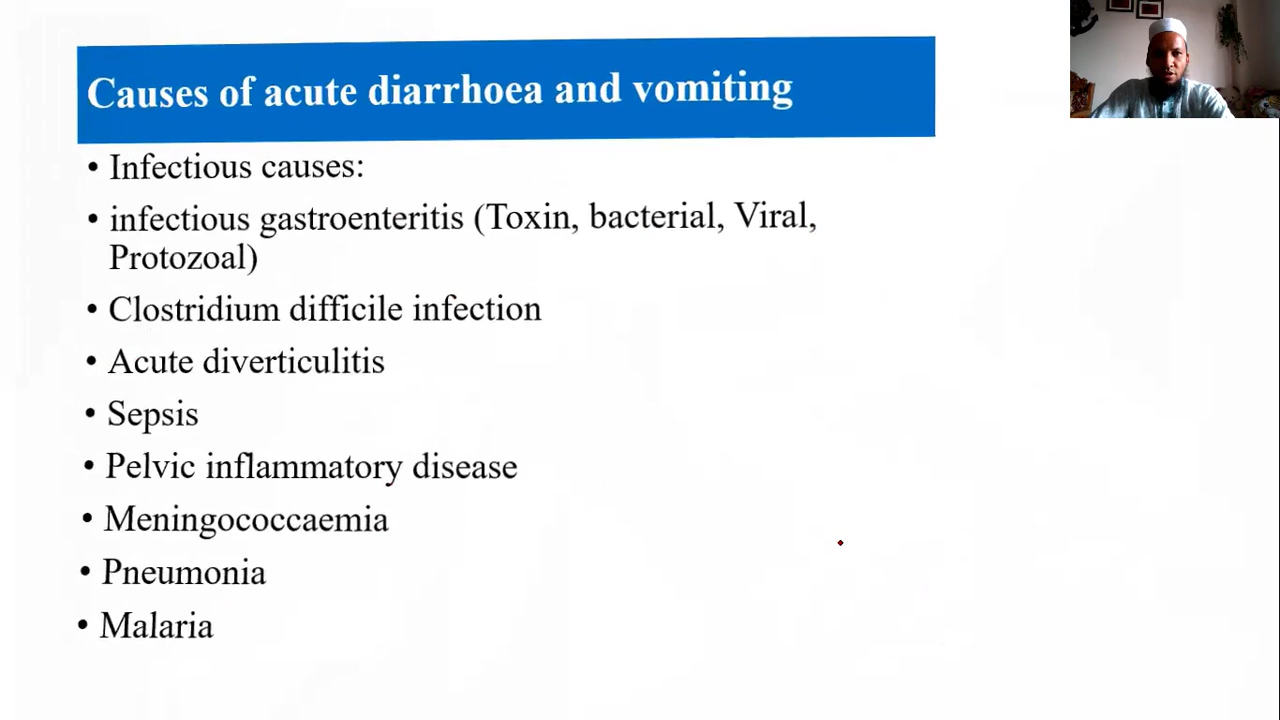 Causes of acute diarrhoea and vomiting
• Infectious causes:
• infectious gastroenteritis (Toxin, bacterial, Viral,
Protozoal)
• Clostridium difficile infection
• Acute diverticulitis
• Sepsis
• Pelvic inflammatory disease
• Meningococcaemia
• Pneumonia
• Malaria